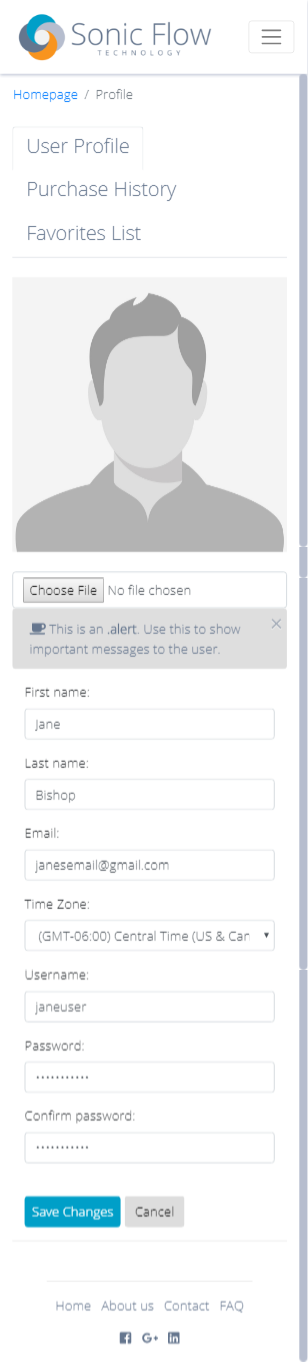 Sonic Flow
TECHNOLOGY
Homepage / Profile
User Profile
Purchase History
Favorites List
Choose File No file chosen
This is an .alert. Use this to show
important messages to the user.
First name:
Jane
Last name:
Bishop
Email:
janesemail@gmail.com
Time Zone:
(GMT-06:00) Central Time (US & Can
Username:
janeuser
Password:
•••••••••••
Confirm password:
•••••••••••
Save Changes Cancel
Home About us Contact FAQ